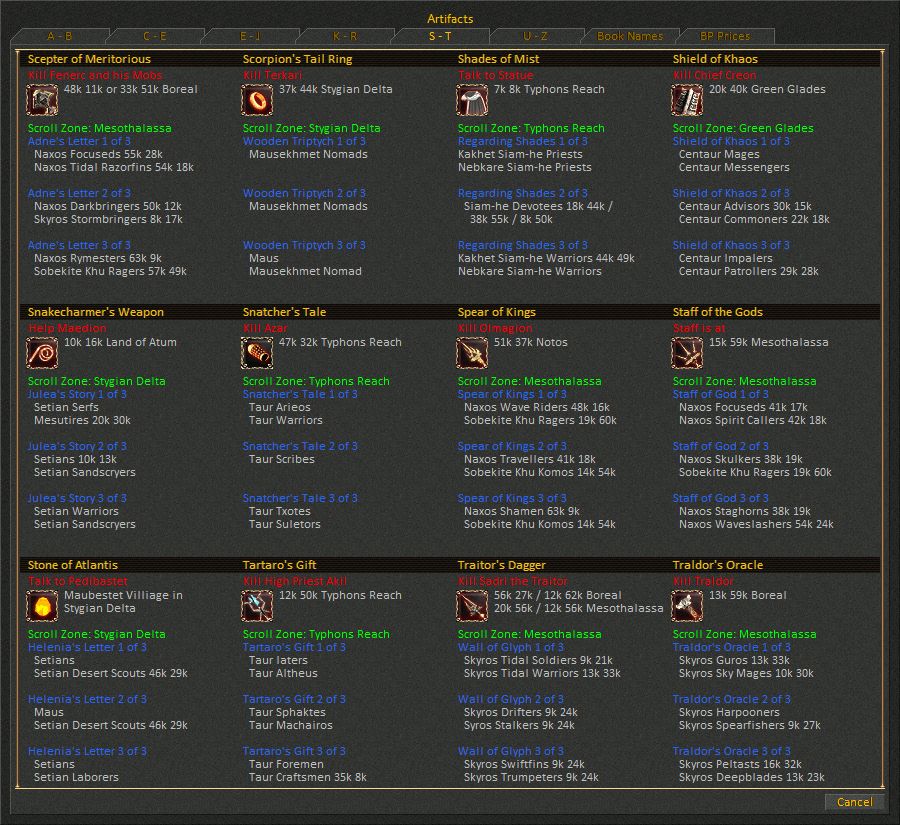 Artifacts
A - B
C - E
E - J
K - R
S - T
U - Z
Book Names
BP Prices
Scepter of Meritorious
Kill Fenerc and his Mobs
48k 11k or 33k 51k Boreal
Scroll Zone: Mesothalassa
Adne's Letter 1 of 3
Naxos Focuseds 55k 28k
Naxos Tidal Razorfins 54k 18k
Adne's Letter 2 of 3
Naxos Darkbringers 50k 12k
Skyros Stormbringers 8k 17k
Adne's Letter 3 of 3
Naxos Rymesters 63k 9k
Sobekite Khu Ragers 57k 49k
Scorpion's Tail Ring
Kill Terkari
37k 44k Stygian Delta
Scroll Zone: Stygian Delta
Wooden Triptych 1 of 3
Mausekhmet Nomads
Wooden Triptych 2 of 3
Mausekhmet Nomads
Wooden Triptych 3 of 3
Maus
Mausekhmet Nomad
Shades of Mist
Talk to Statue
7k 8k Typhons Reach
Scroll Zone: Typhons Reach
Regarding Shades 1 of 3
Kakhet Siam-he Priests
Nebkare Siam-he Priests
Regarding Shades 2 of 3
Siam-he Devotees 18k 44k /
38k 55k / 8k 50k
Regarding Shades 3 of 3
Kakhet Siam-he Warriors 44k 49k
Nebkare Siam-he Warriors
Shield of Khaos
Kill Chief Creon
20k 40k Green Glades
Scroll Zone: Green Glades
Shield of Khaos 1 of 3
Centaur Mages
Centaur Messengers
Shield of Khaos 2 of 3
Centaur Advisors 30k 15k
Centaur Commoners 22k 18k
Shield of Khaos 3 of 3
Centaur Impalers
Centaur Patrollers 29k 28k
Snakecharmer's Weapon
Help Maedion
10k 16k Land of Atum
Scroll Zone: Stygian Delta
Julea's Story 1 of 3
Setian Serfs
Mesutires 20k 30k
Julea's Story 2 of 3
Setians 10k 13k
Setian Sandscryers
Julea's Story 3 of 3
Setian Warriors
Setian Sandscryers
Snatcher's Tale
Kill Azar
47k 32k Typhons Reach
Scroll Zone: Typhons Reach
Snatcher's Tale 1 of 3
Taur Arieos
Taur Warriors
Snatcher's Tale 2 of 3
Taur Scribes
Snatcher's Tale 3 of 3
Taur Txotes
Taur Suletors
Spear of Kings
Kill Olmagion
51k 37k Notos
Scroll Zone: Mesothalassa
Spear of Kings 1 of 3
Naxos Wave Riders 48k 16k
Sobekite Khu Ragers 19k 60k
Spear of Kings 2 of 3
Naxos Travellers 41k 18k
Sobekite Khu Komos 14k 54k
Spear of Kings 3 of 3
Naxos Shamen 63k 9k
Sobekite Khu Komos 14k 54k
Staff of the Gods
Staff is at
15k 59k Mesothalassa
Scroll Zone: Mesothalassa
Staff of God 1 of 3
Naxos Focuseds 41k 17k
Naxos Spirit Callers 42k 18k
Staff of God 2 of 3
Naxos Skulkers 38k 19k
Sobekite Khu Ragers 19k 60k
Staff of God 3 of 3
Naxos Staghorns 38k 19k
Naxos Waveslashers 54k 24k
Stone of Atlantis
Talk to Pedibastet
Maubestet Villiage in
Stygian Delta
Scroll Zone: Stygian Delta
Helenia's Letter 1 of 3
Setians
Setian Desert Scouts 46k 29k
Helenia's Letter 2 of 3
Maus
Setian Desert Scouts 46k 29k
Helenia's Letter 3 of 3
Setians
Setian Laborers
Tartaro's Gift
Kill High Priest Akil
12k 50k Typhons Reach
Scroll Zone: Typhons Reach
Tartaro's Gift 1 of 3
Taur Iaters
Taur Altheus
Tartaro's Gift 2 of 3
Taur Sphaktes
Taur Machairos
Tartaro's Gift 3 of 3
Taur Foremen
Taur Craftsmen 35k 8k
Traitor's Dagger
Kill Sadri the Traitor
56k 27k / 12k 62k Boreal
20k 56k / 12k 56k Mesothalassa
Scroll Zone: Mesothalassa
Wall of Glyph 1 of 3
Skyros Tidal Soldiers 9k 21k
Skyros Tidal Warriors 13k 33k
Wall of Glyph 2 of 3
Skyros Drifters 9k 24k
Syros Stalkers 9k 24k
Wall of Glyph 3 of 3
Skyros Swiftfins 9k 24k
Skyros Trumpeters 9k 24k
Traldor's Oracle
Kill Traldor
13k 59k Boreal
Scroll Zone: Mesothalassa
Traldor's Oracle 1 of 3
Skyros Guros 13k 33k
Skyros Sky Mages 10k 30k
Traldor's Oracle 2 of 3
Skyros Harpooners
Skyros Spearfishers 9k 27k
Traldor's Oracle 3 of 3
Skyros Peltasts 16k 32k
Skyros Deepblades 13k 23k
Cancel